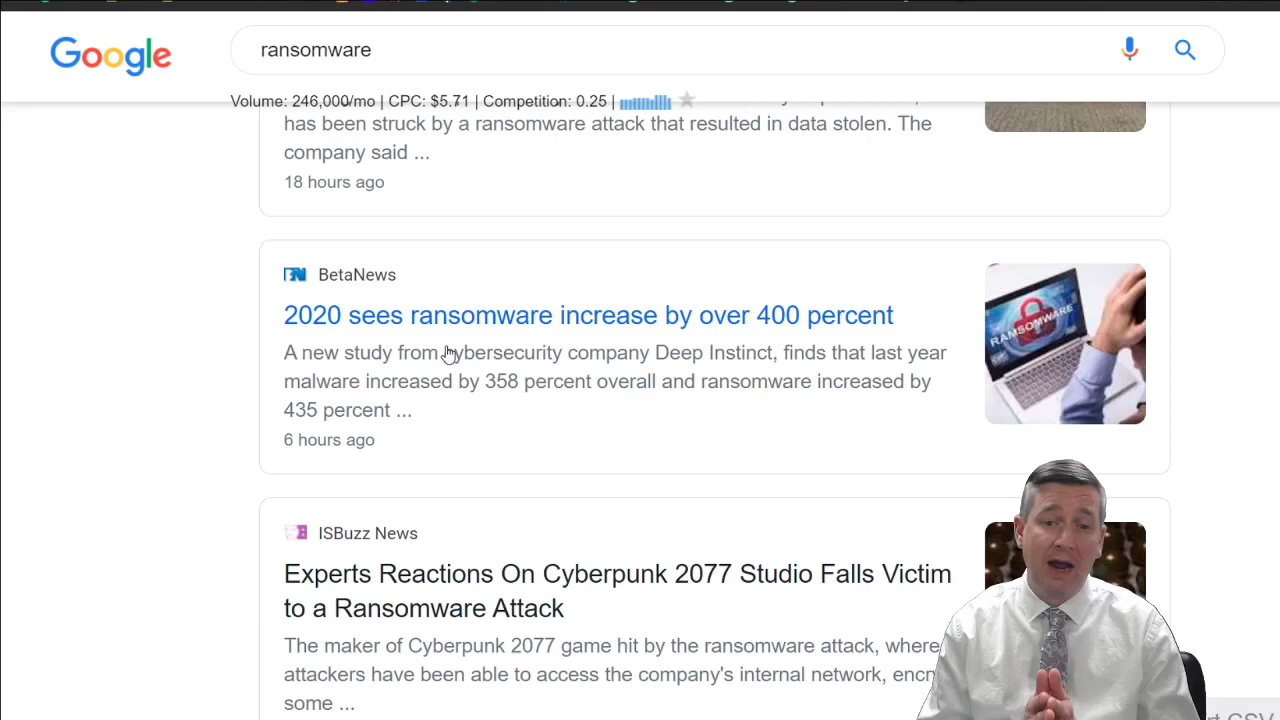 Google
ransomware
Volume: 246,000/mo | CPC: $5.71 | Competition: 0.25 |
has been struck by a ransomware attack that resulted in data stolen. The
company said ...
18 hours ago
BetaNews
2020 sees ransomware increase by over 400 percent
A new study from cybersecurity company Deep Instinct, finds that last year
malware increased by 358 percent overall and ransomware increased by
435 percent ...
6 hours ago
RANSOMWARE
ISBuzz News
Experts Reactions On Cyberpunk 2077 Studio Falls Victim
to a Ransomware Attack
The maker of Cyberpunk 2077 game hit by the ransomware attack, where
attackers have been able to access the company's internal network,
some ...
CSV